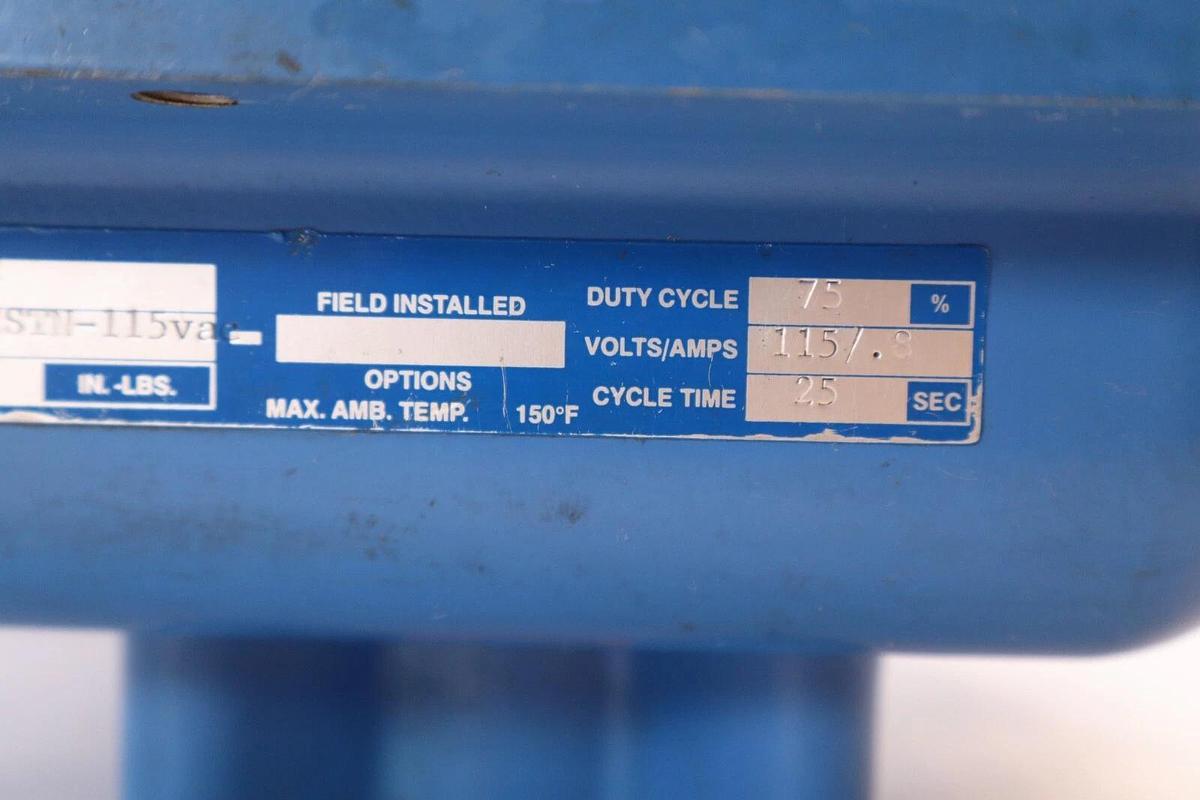 STN-115vac
IN.-LBS.
FIELD INSTALLED
OPTIONS
MAX. AMB. TEMP. 150°F
DUTY CYCLE 75 %
VOLTS/AMPS 115/.8
CYCLE TIME 25 SEC